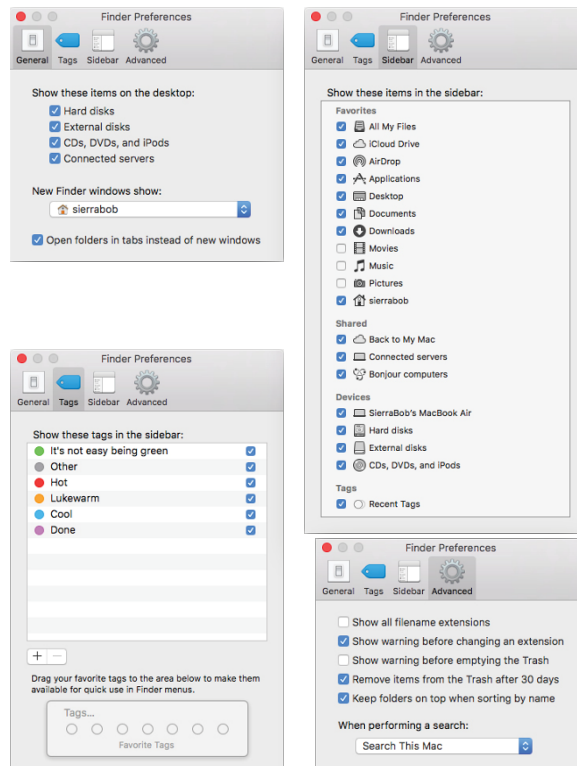 Finder Preferences
General Tags Sidebar Advanced
Show these items on the desktop:
Hard disks
External disks
CDs, DVDs, and iPods
Connected servers
New Finder windows show:
sierrabob
Open folders in tabs instead of new windows
Finder Preferences
General Tags Sidebar Advanced
Show these items in the sidebar:
Favorites
All My Files
iCloud Drive
AirDrop
Applications
Desktop
Documents
Downloads
Movies
Music
Pictures
sierrabob
Shared
Back to My Mac
Connected servers
Bonjour computers
Devices
SierraBob's MacBook Air
Hard disks
External disks
CDs, DVDs, and iPods
Tags
Recent Tags
Finder Preferences
General Tags Sidebar Advanced
Show these tags in the sidebar:
It's not easy being green
Other
Hot
Lukewarm
Cool
Done
Drag your favorite tags to the area below to make them
available for quick use in Finder menus.
Tags...
Favorite Tags
Finder Preferences
General Tags Sidebar Advanced
Show all filename extensions
Show warning before changing an extension
Show warning before emptying the Trash
Remove items from the Trash after 30 days
Keep folders on top when sorting by name
When performing a search:
Search This Mac